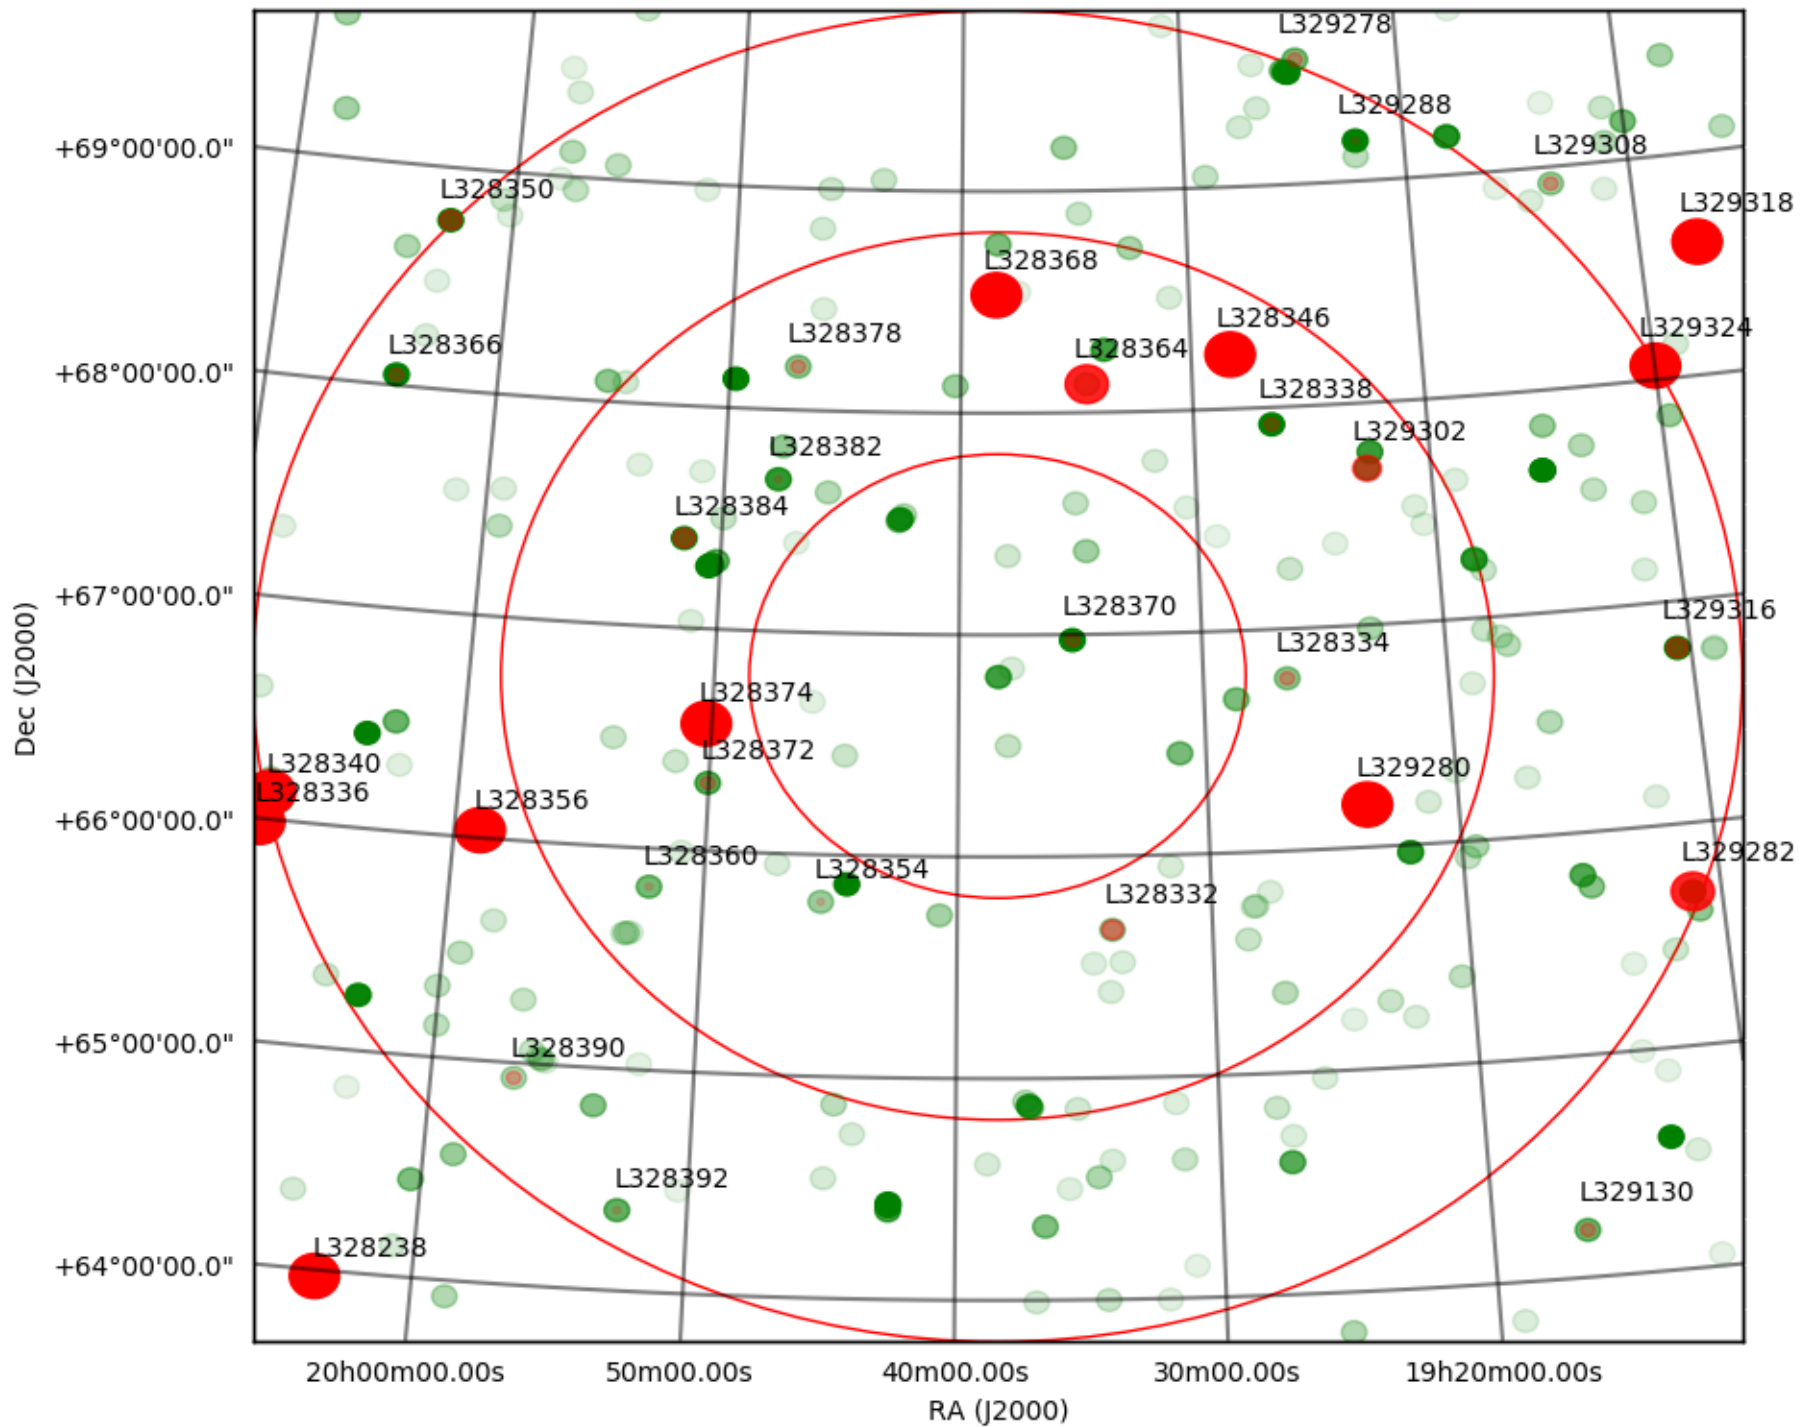 L329278
L329288
+69°00'00.0"
L329308
L328350
L329318
L328368
L328346
L329324
L328378
L328366
L328364
+68°00'00.0"
L328338
L329302
L328382
L328384
+67°00'00.0"
L328370
L329316
L328334
Dec (J2000)
L328374
L328372
L328340
L329280
L328336
L328356
+66°00'00.0"
L328360
L329282
L328354
L328332
+65°00'00.0"
L328390
L328392
L329130
L328238
+64°00'00.0"
20h00m00.00s 50m00.00s 40m00.00s 30m00.00s 19h20m00.00s
RA (J2000)